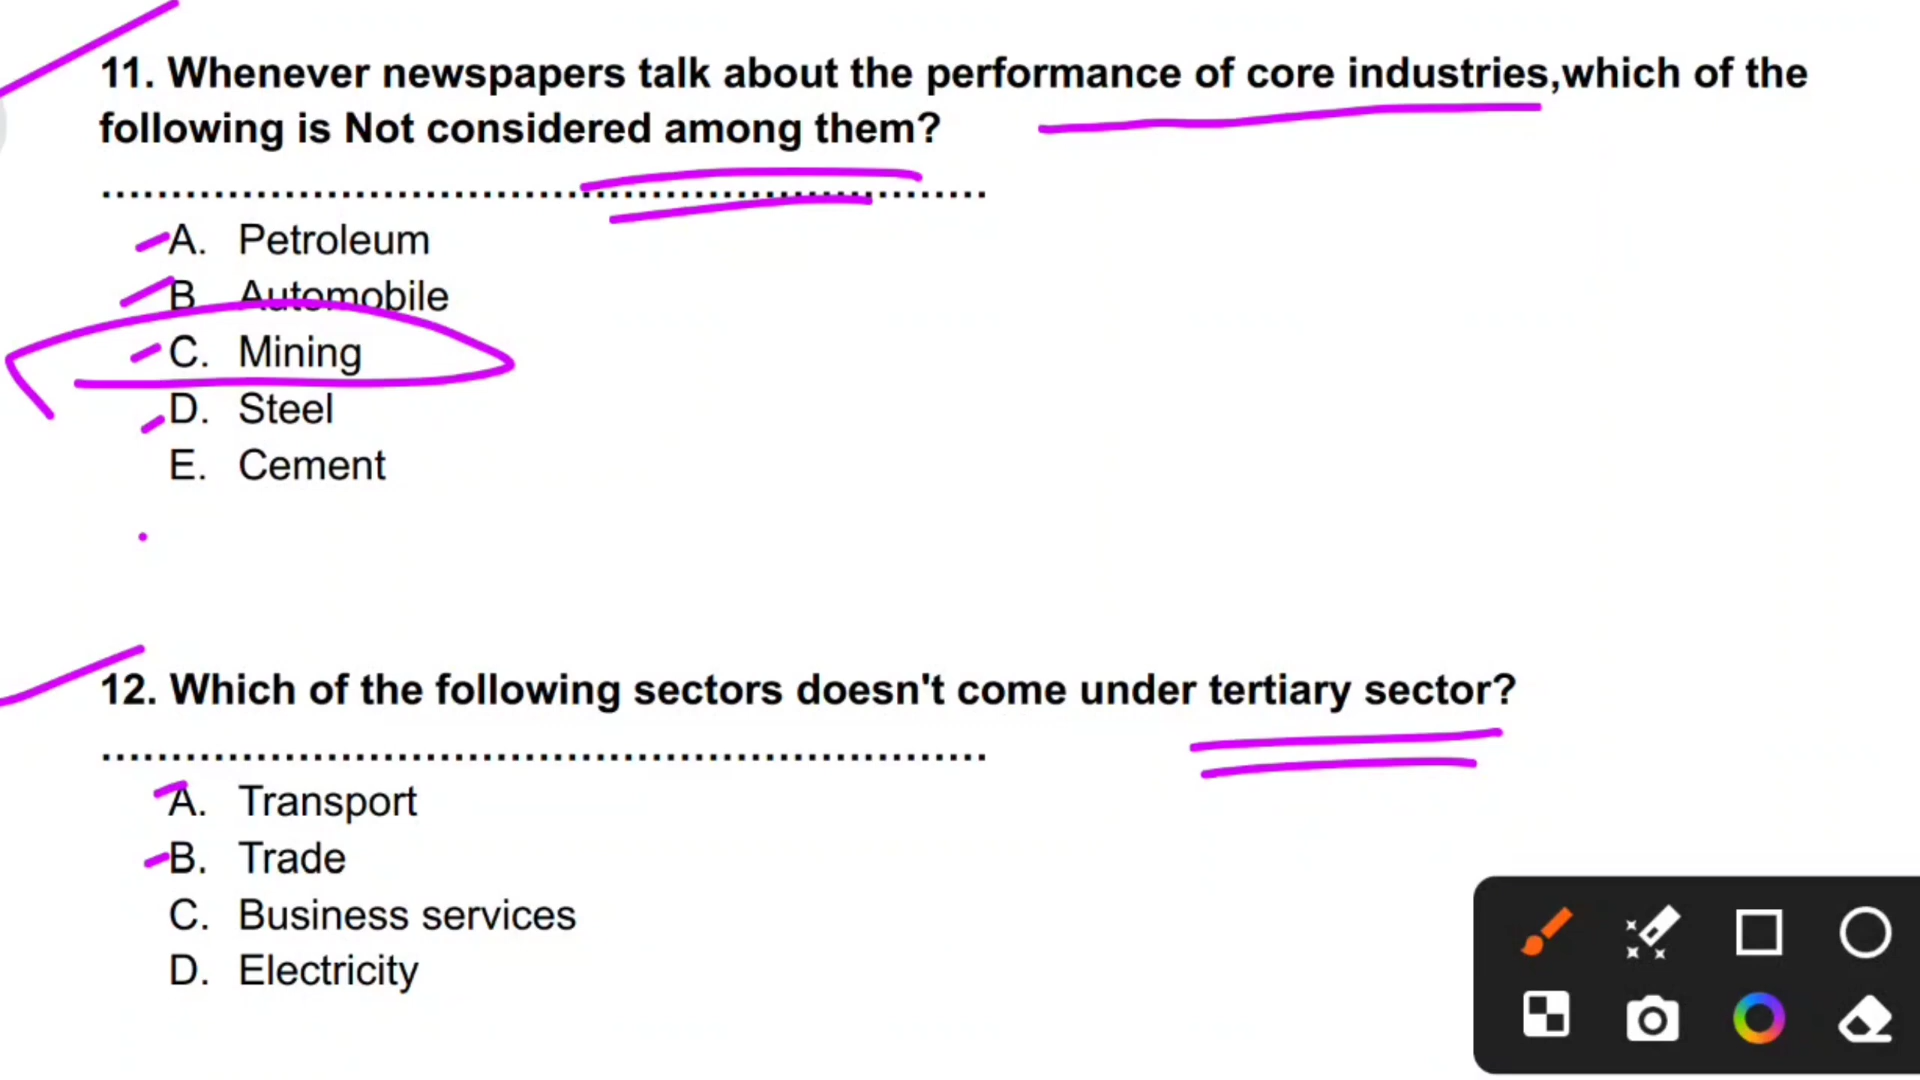 11. Whenever newspapers talk about the performance of core industries,which of the
following is Not considered among them?
..............................................................
A. Petroleum
B. Automobile
C. Mining
D. Steel
E. Cement
12. Which of the following sectors doesn't come under tertiary sector?
..............................................................
A. Transport
B. Trade
C. Business services
D. Electricity